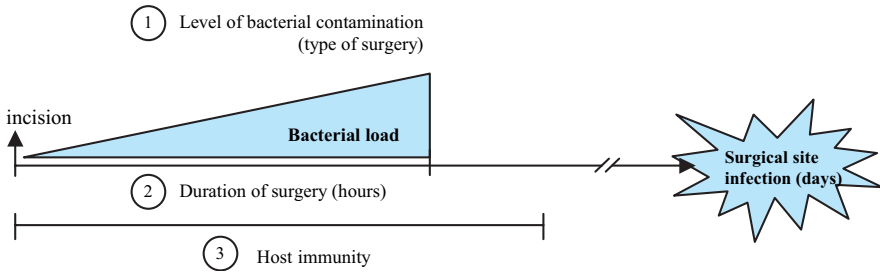 1 Level of bacterial contamination
(type of surgery)
incision
Bacterial load
Surgical site
infection (days)
2 Duration of surgery (hours)
3 Host immunity